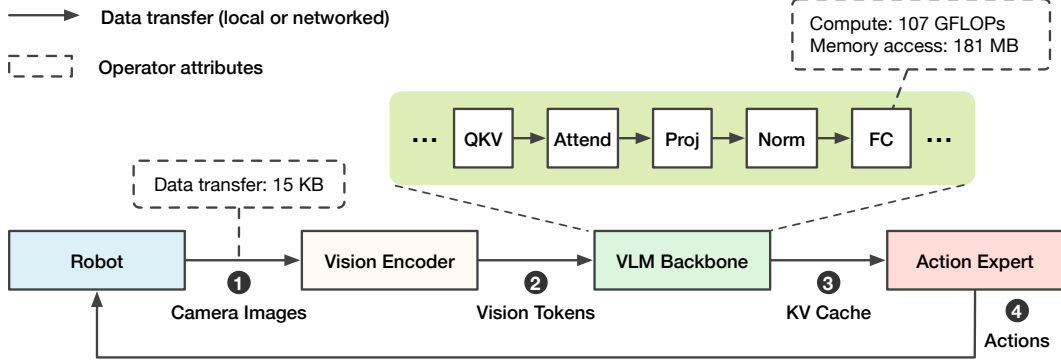 Data transfer (local or networked)
Operator attributes
Compute: 107 GFLOPs
Memory access: 181 MB
... QKV Attend Proj Norm FC ...
Data transfer: 15 KB
Robot Vision Encoder VLM Backbone Action Expert
1 2 3 4
Camera Images Vision Tokens KV Cache Actions